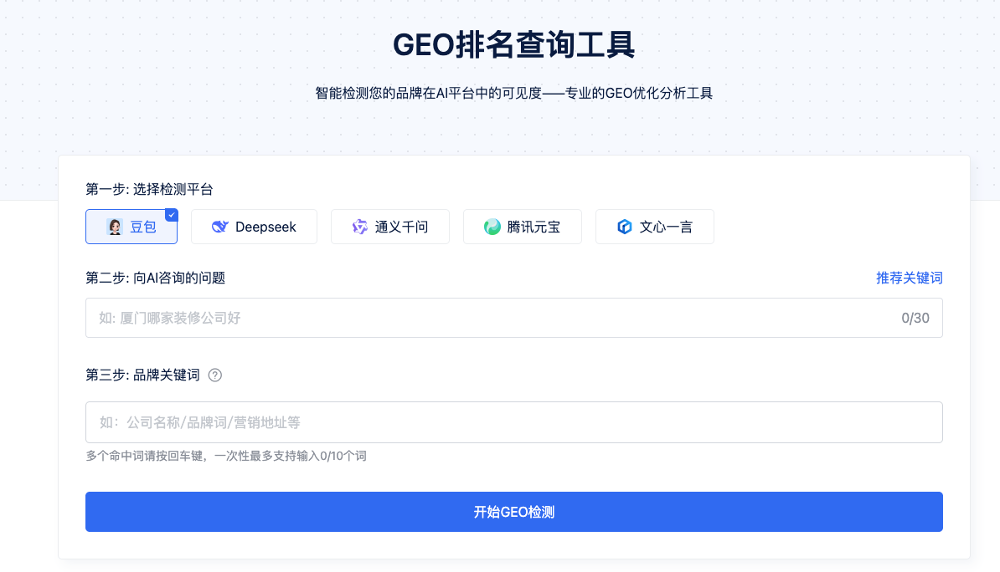 GEO排名查询工具
智能检测您的品牌在AI平台中的可见度——专业的GEO优化分析工具
第一步: 选择检测平台
豆包 Deepseek 通义千问 腾讯元宝 文心一言
第二步: 向AI咨询的问题 推荐关键词
如: 厦门哪家装修公司好 0/30
第三步: 品牌关键词 ?
如：公司名称/品牌词/营销地址等
多个命中词请按回车键，一次性最多支持输入0/10个词
开始GEO检测